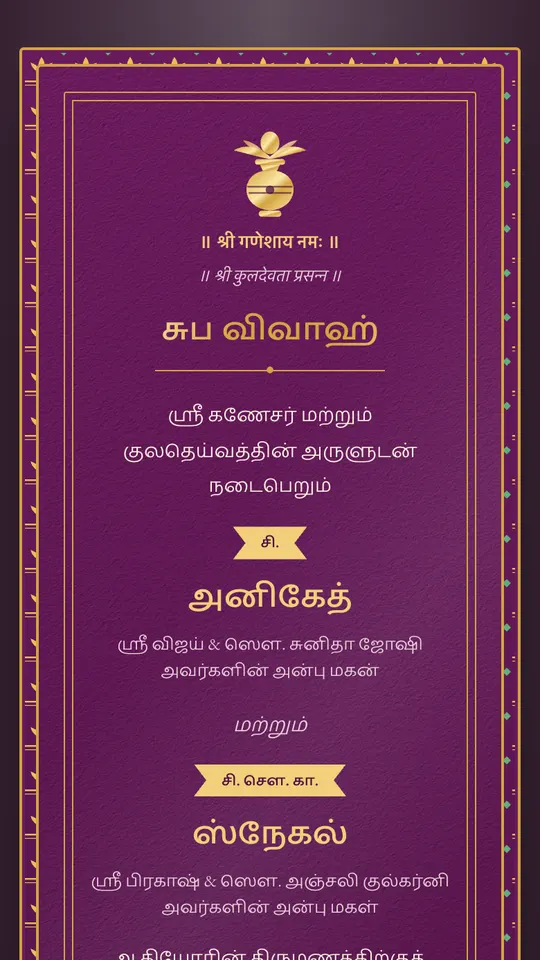 ॥ श्री गणेशाय नमः ॥
॥ श्री कुलदेवता प्रसन्न ॥
சுப விவாஹ்
ஸ்ரீ கணேசர் மற்றும்
குலதெய்வத்தின் அருளுடன்
நடைபெறும்
சி.
அனிகேத்
ஸ்ரீ விஜய் & ஸௌ. சுனிதா ஜோஷி
அவர்களின் அன்பு மகன்
மற்றும்
சி. சௌ. கா.
ஸ்நேகல்
ஸ்ரீ பிரகாஷ் & ஸௌ. அஞ்சலி குல்கர்னி
அவர்களின் அன்பு மகள்